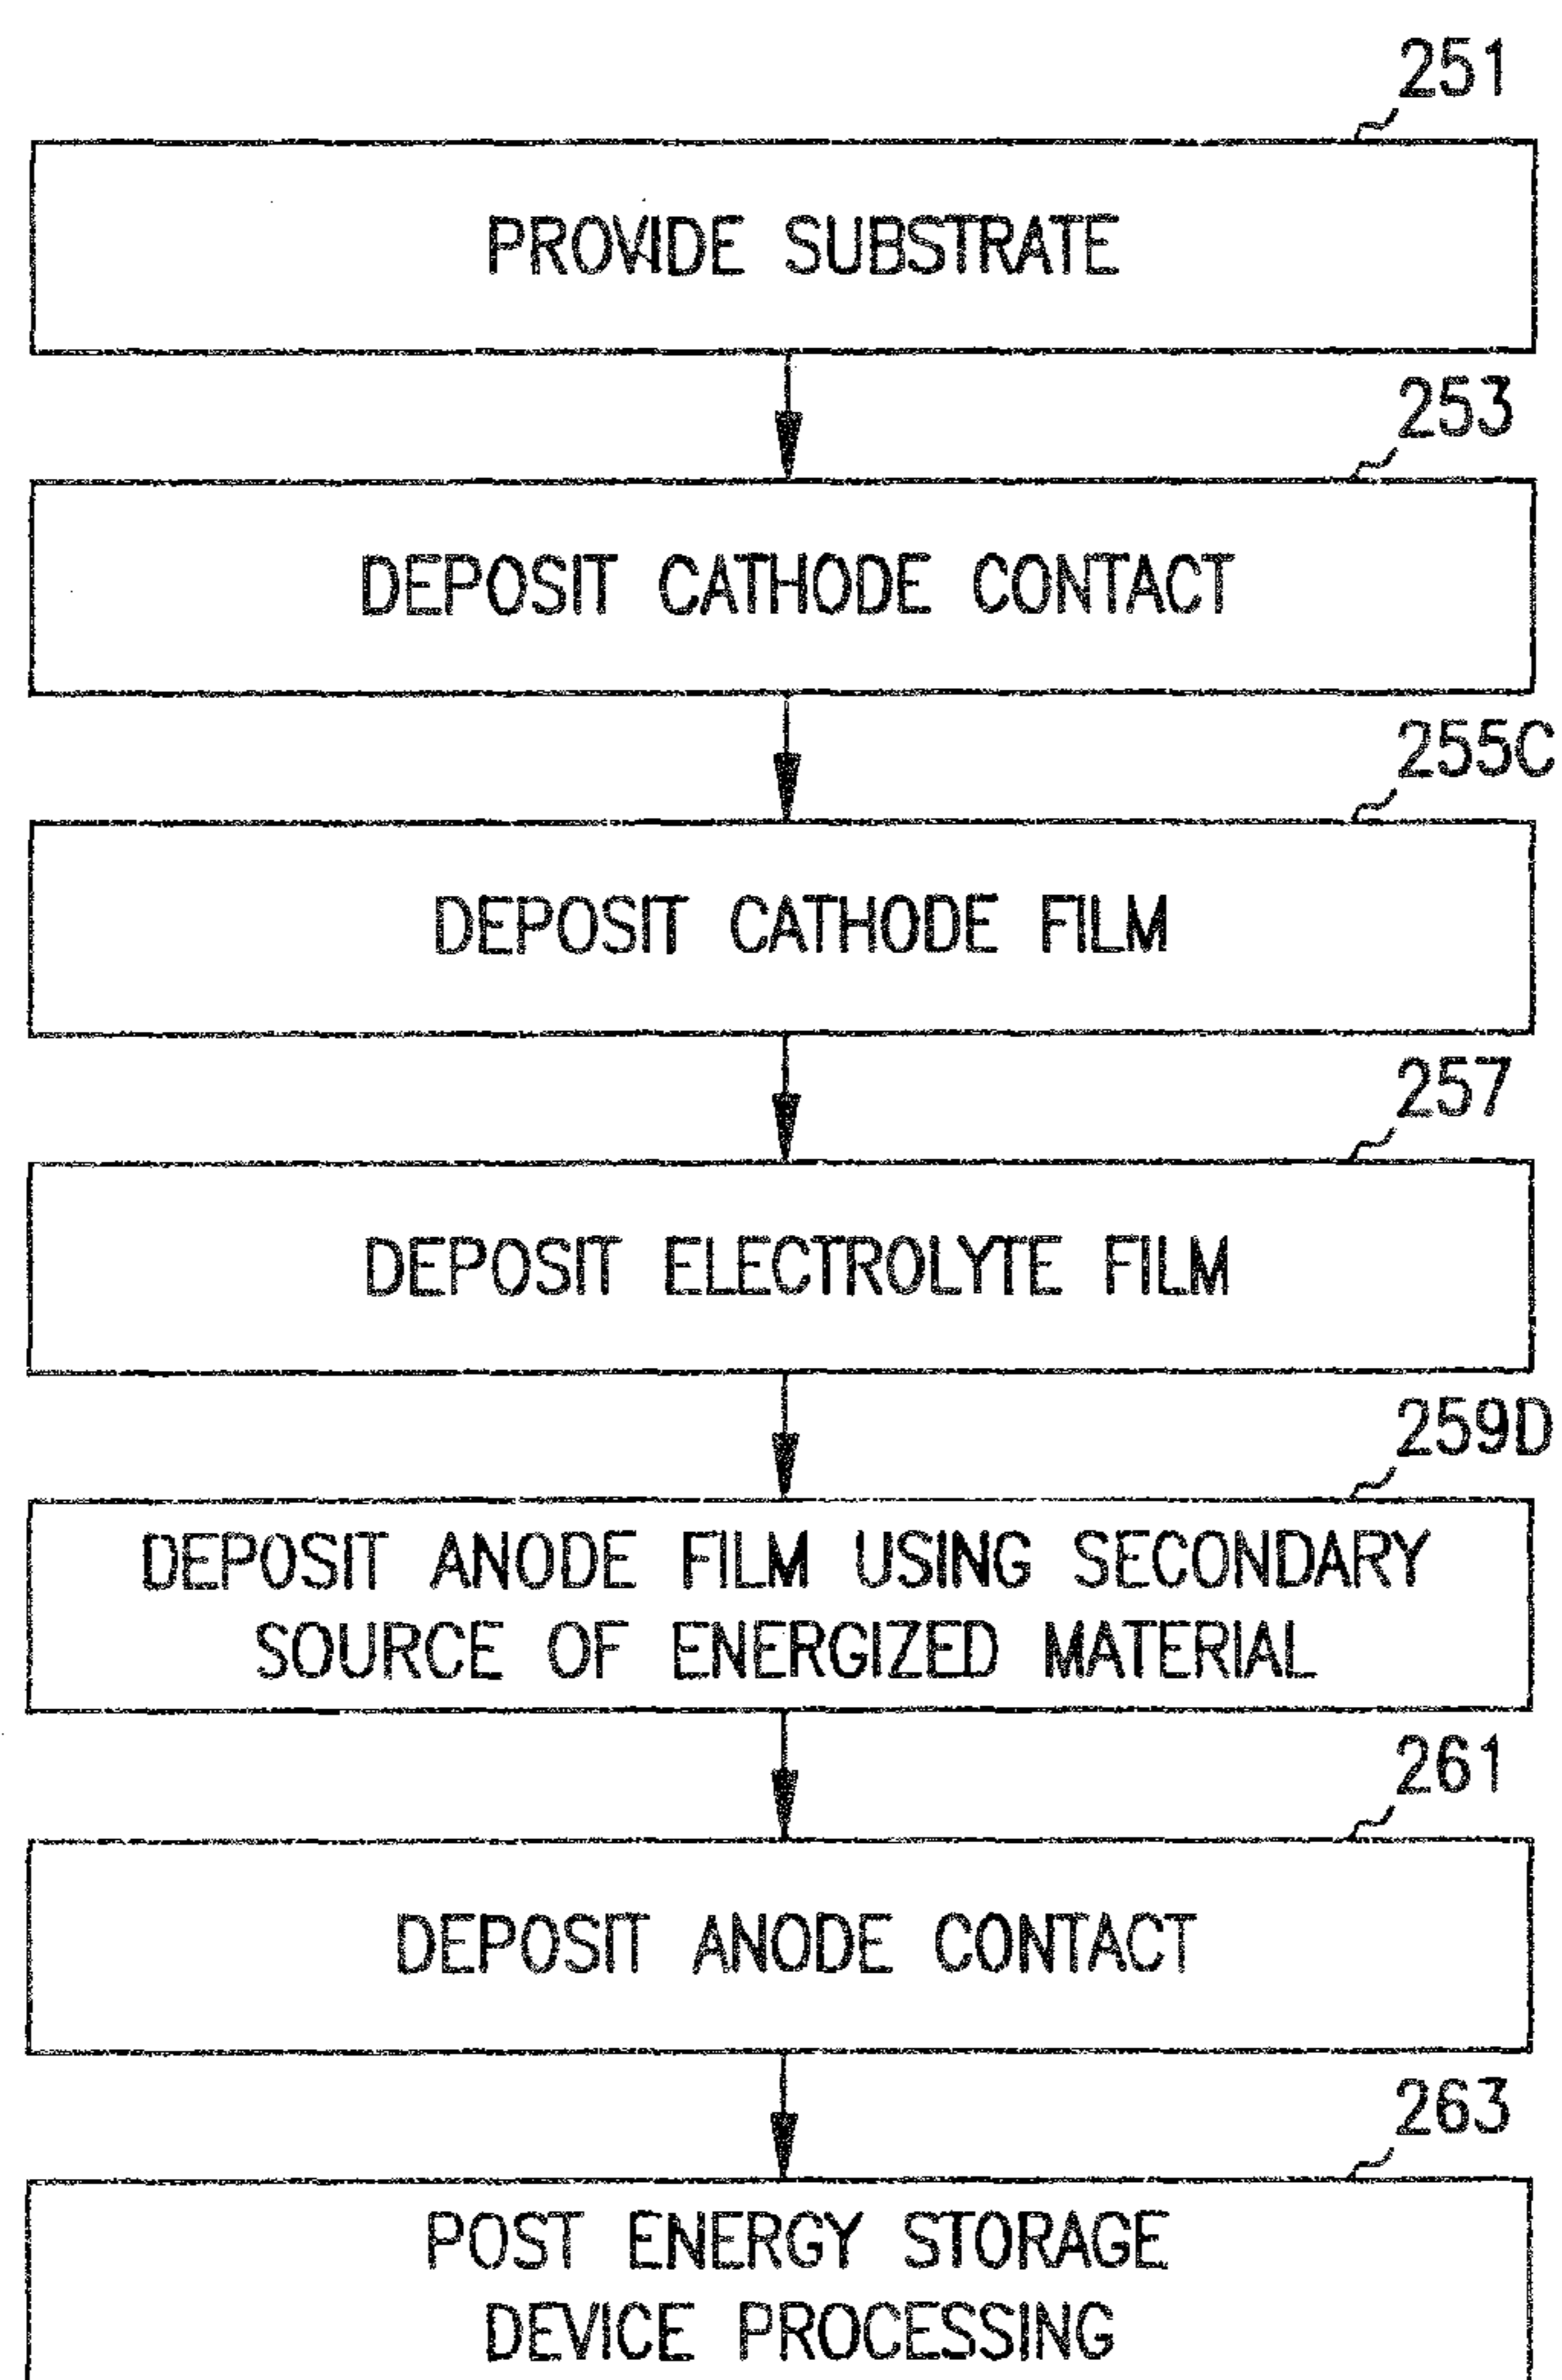 251
PROVIDE SUBSTRATE
253
DEPOSIT CATHODE CONTACT
255C
DEPOSIT CATHODE FILM
257
DEPOSIT ELECTROLYTE FILM
259D
DEPOSIT ANODE FILM USING SECONDARY
SOURCE OF ENERGIZED MATERIAL
261
DEPOSIT ANODE CONTACT
263
POST ENERGY STORAGE
DEVICE PROCESSING